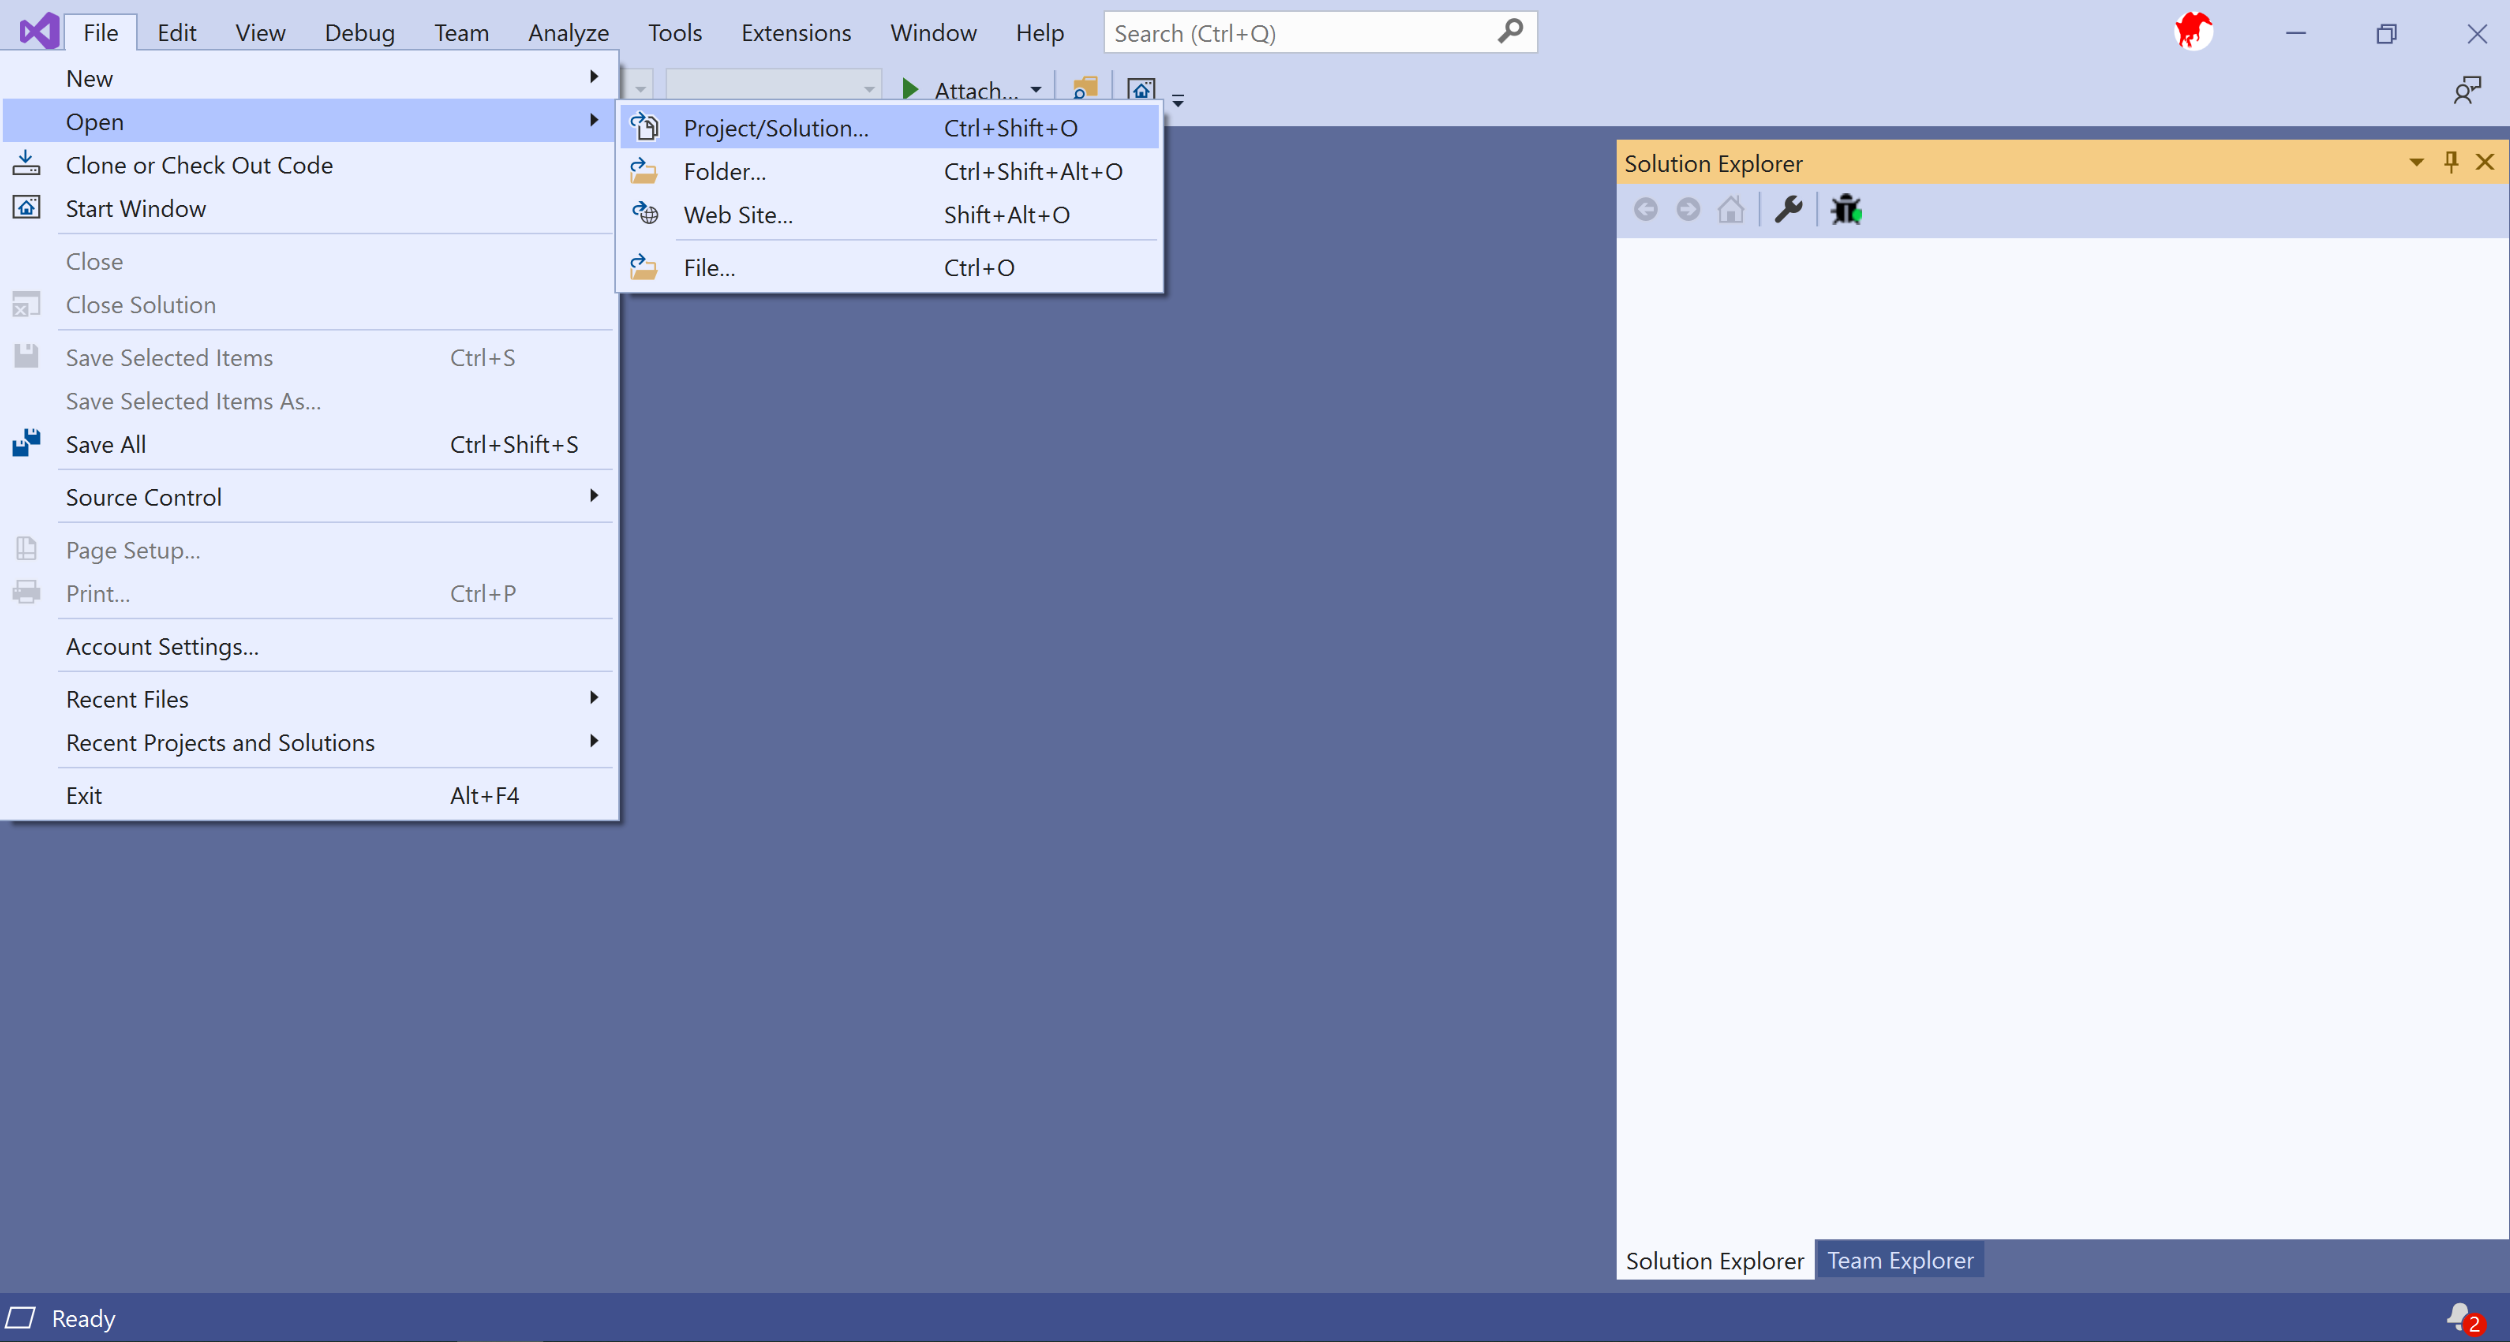 File Edit View Debug Team Analyze Tools Extensions Window Help Search (Ctrl+Q)
Attach...
New
Open
Clone or Check Out Code
Start Window
Close
Close Solution
Save Selected Items Ctrl+S
Save Selected Items As...
Save All Ctrl+Shift+S
Source Control
Page Setup...
Print... Ctrl+P
Account Settings...
Recent Files
Recent Projects and Solutions
Exit Alt+F4
Project/Solution... Ctrl+Shift+O
Folder... Ctrl+Shift+Alt+O
Web Site... Shift+Alt+O
File... Ctrl+O
Solution Explorer
Solution Explorer Team Explorer
Ready 2